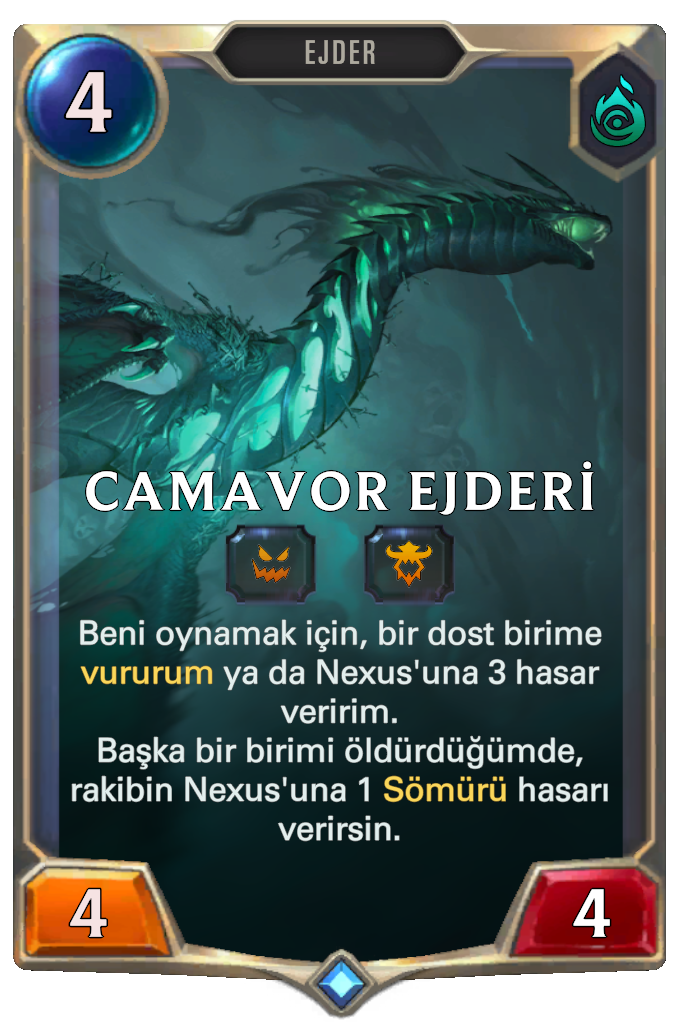 EJDER
4
CAMAVOR EJDERİ
Beni oynamak için, bir dost birime
vururum ya da Nexus'una 3 hasar
veririm.
Başka bir birimi öldürdüğümde,
rakibin Nexus'una 1 Sömürü hasarı
verirsin.
4
4